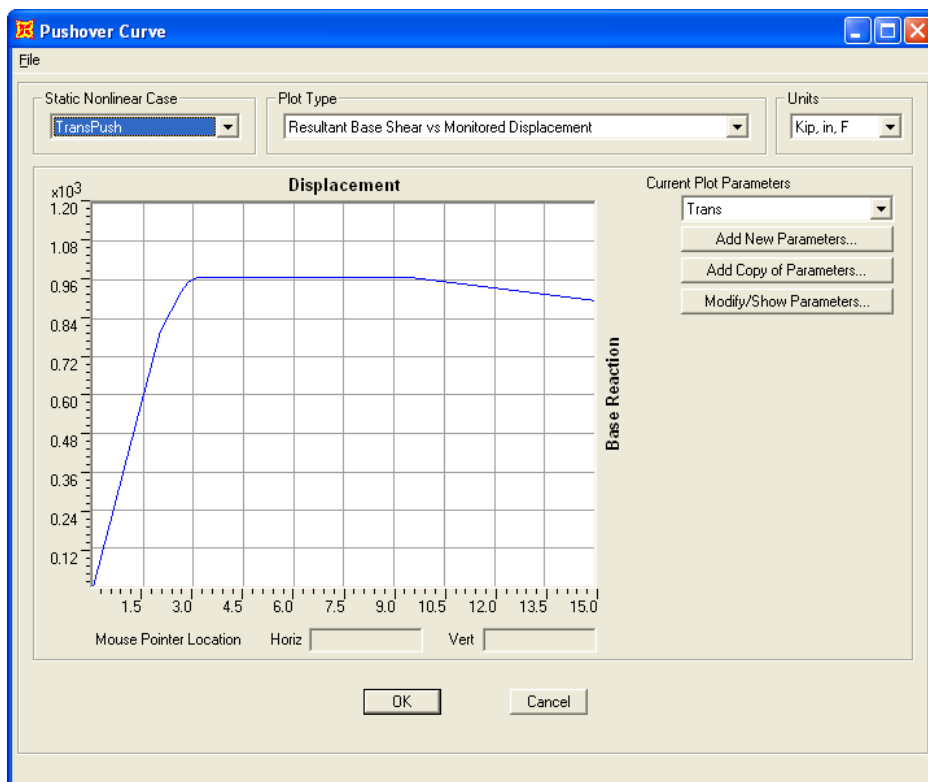 Pushover Curve
File
Static Nonlinear Case
TransPush
Plot Type
Resultant Base Shear vs Monitored Displacement
Units
Kip, in, F
Displacement
x10³
1.20
1.08
0.96
0.84
0.72
0.60
0.48
0.36
0.24
0.12
1.5 3.0 4.5 6.0 7.5 9.0 10.5 12.0 13.5 15.0
Base Reaction
Mouse Pointer Location Horiz Vert
Current Plot Parameters
Trans
Add New Parameters...
Add Copy of Parameters...
Modify/Show Parameters...
OK Cancel